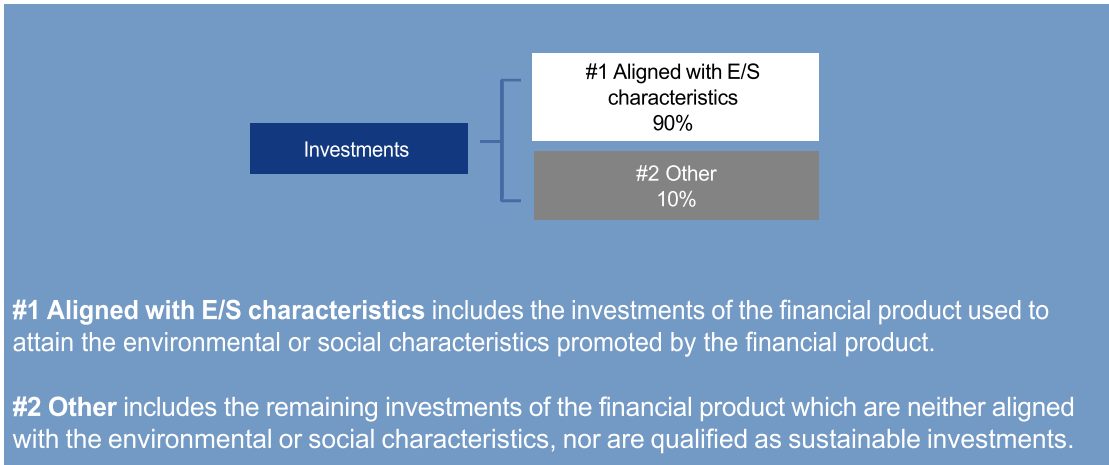 Investments
#1 Aligned with E/S
characteristics
90%
#2 Other
10%
#1 Aligned with E/S characteristics includes the investments of the financial product used to
attain the environmental or social characteristics promoted by the financial product.
#2 Other includes the remaining investments of the financial product which are neither aligned
with the environmental or social characteristics, nor are qualified as sustainable investments.